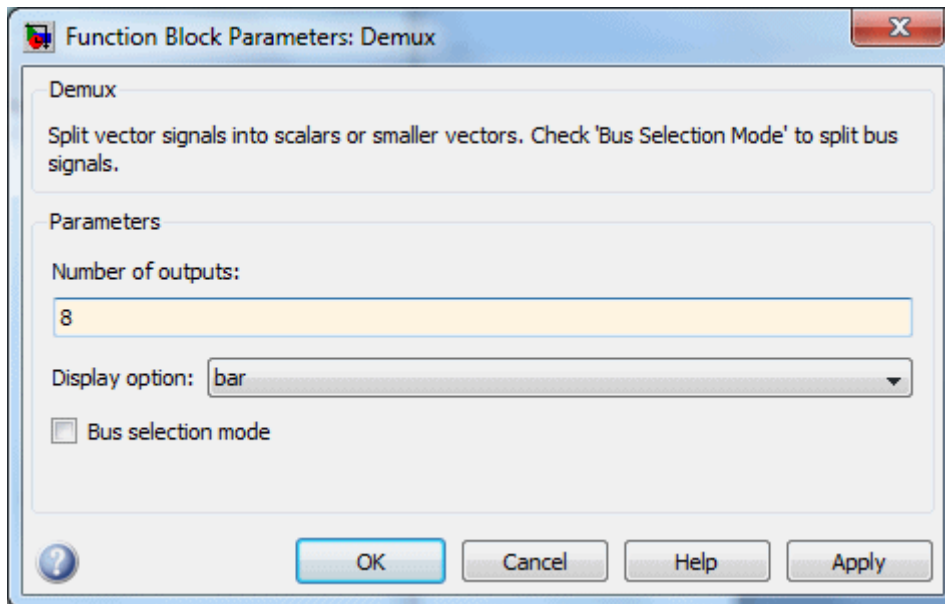 Function Block Parameters: Demux
Demux
Split vector signals into scalars or smaller vectors. Check 'Bus Selection Mode' to split bus
signals.
Parameters
Number of outputs:
8
Display option: bar
Bus selection mode
OK Cancel Help Apply